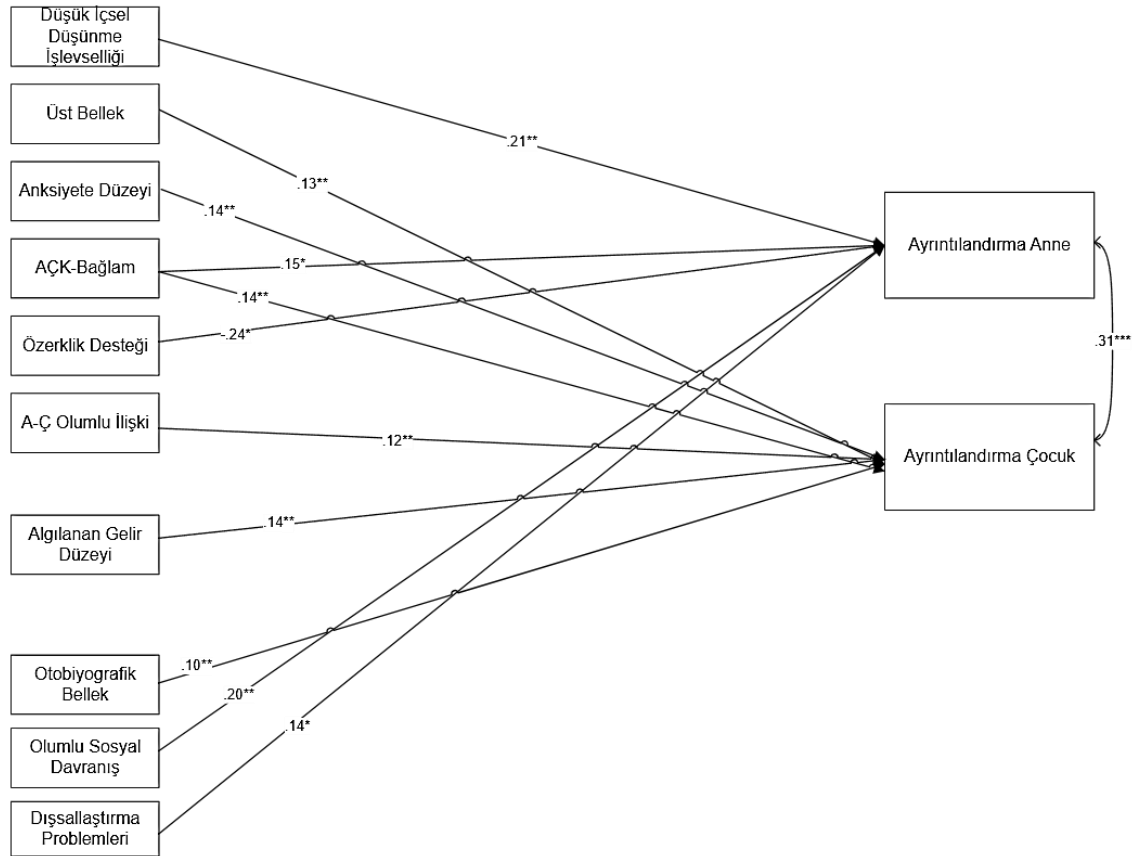 Düşük İçsel
Düşünme
İşlevselliği
Üst Bellek
Anksiyete Düzeyi
AÇK-Bağlam
Özerklik Desteği
A-Ç Olumlu İlişki
Algılanan Gelir
Düzeyi
Otobiyografik
Bellek
Olumlu Sosyal
Davranış
Dışsallaştırma
Problemleri
.21**
.13**
.14**
.15*
.14**
-.24*
.12**
.14**
.10**
.20**
.14*
Ayrıntılandırma Anne
.31***
Ayrıntılandırma Çocuk